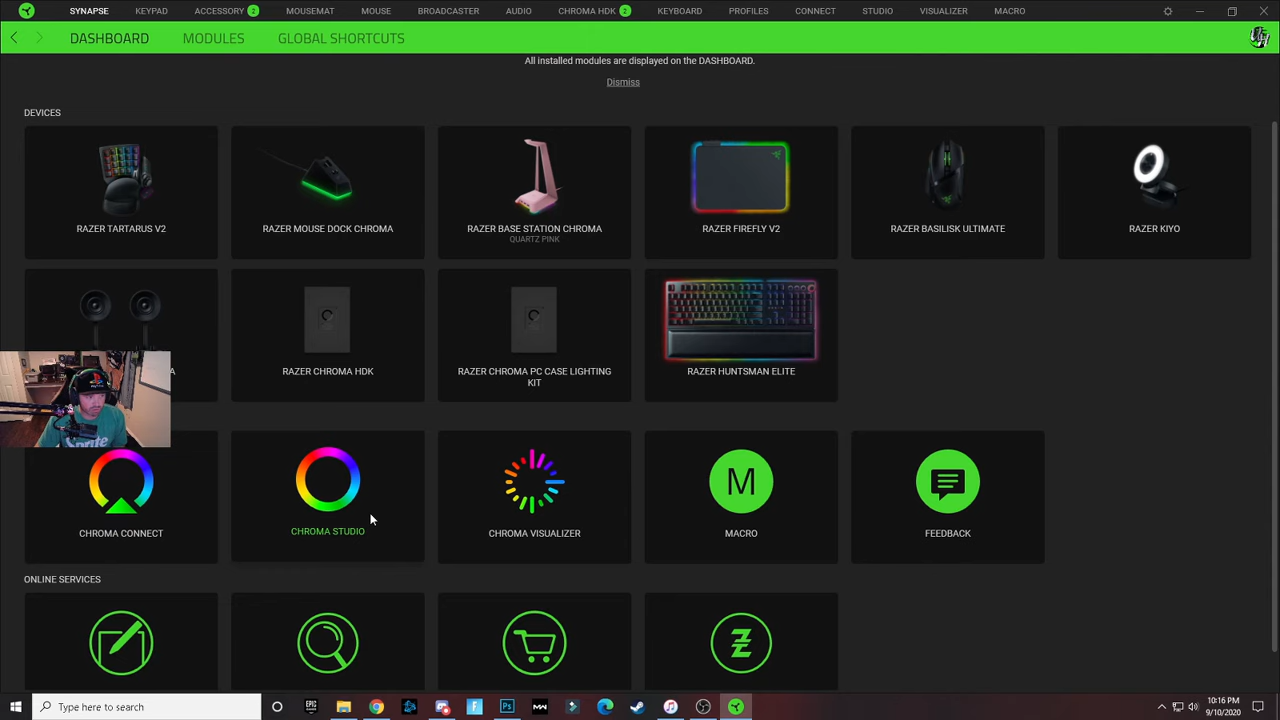 SYNAPSE KEYPAD ACCESSORY 2 MOUSEMAT MOUSE BROADCASTER AUDIO CHROMA HDK 2 KEYBOARD PROFILES CONNECT STUDIO VISUALIZER MACRO
DASHBOARD MODULES GLOBAL SHORTCUTS
All installed modules are displayed on the DASHBOARD.
Dismiss
DEVICES
RAZER TARTARUS V2
RAZER MOUSE DOCK CHROMA
RAZER BASE STATION CHROMA
QUARTZ PINK
RAZER FIREFLY V2
RAZER BASILISK ULTIMATE
RAZER KIYO
RAZER CHROMA HDK
RAZER CHROMA PC CASE LIGHTING
KIT
RAZER HUNTSMAN ELITE
CHROMA CONNECT
CHROMA STUDIO
CHROMA VISUALIZER
M
MACRO
FEEDBACK
ONLINE SERVICES
Type here to search
EPIC
Ps
MW
10:16 PM
9/10/2020